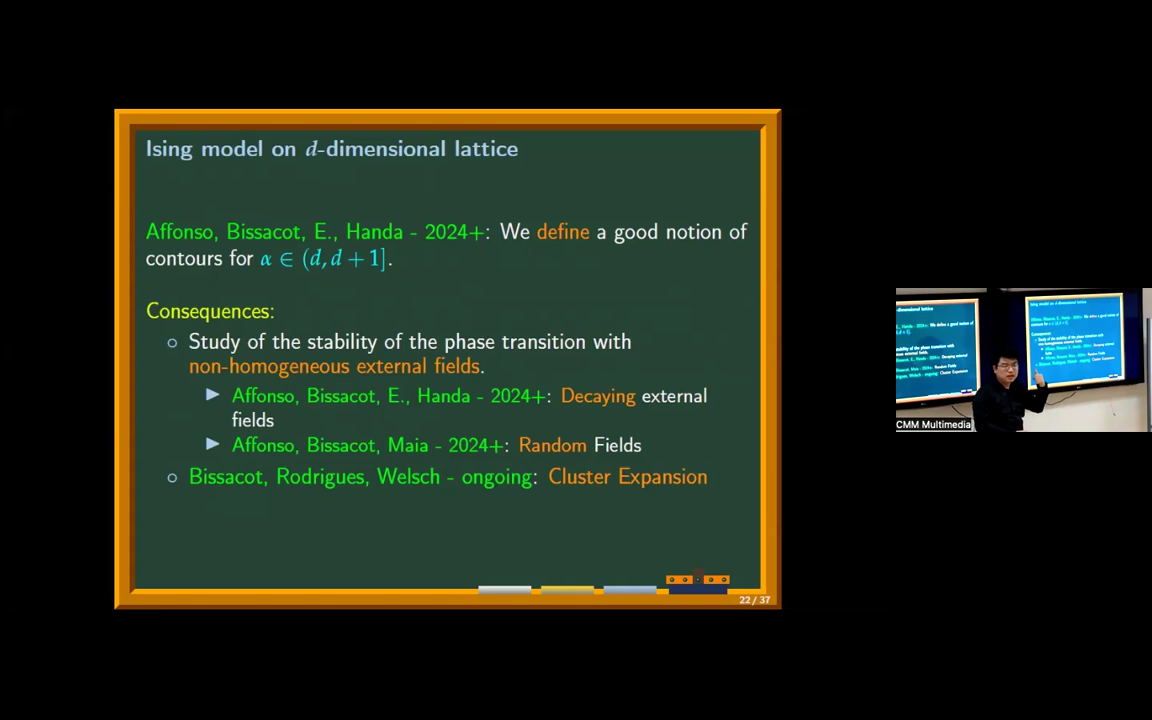 Ising model on d-dimensional lattice
Affonso, Bissacot, E., Handa - 2024+: We define a good notion of
contours for α ∈ (d, d + 1].
Consequences:
Study of the stability of the phase transition with
non-homogeneous external fields.
Affonso, Bissacot, E., Handa - 2024+: Decaying external
fields
Affonso, Bissacot, Maia - 2024+: Random Fields
Bissacot, Rodrigues, Welsch - ongoing: Cluster Expansion
22 / 37
CMM Multimedia